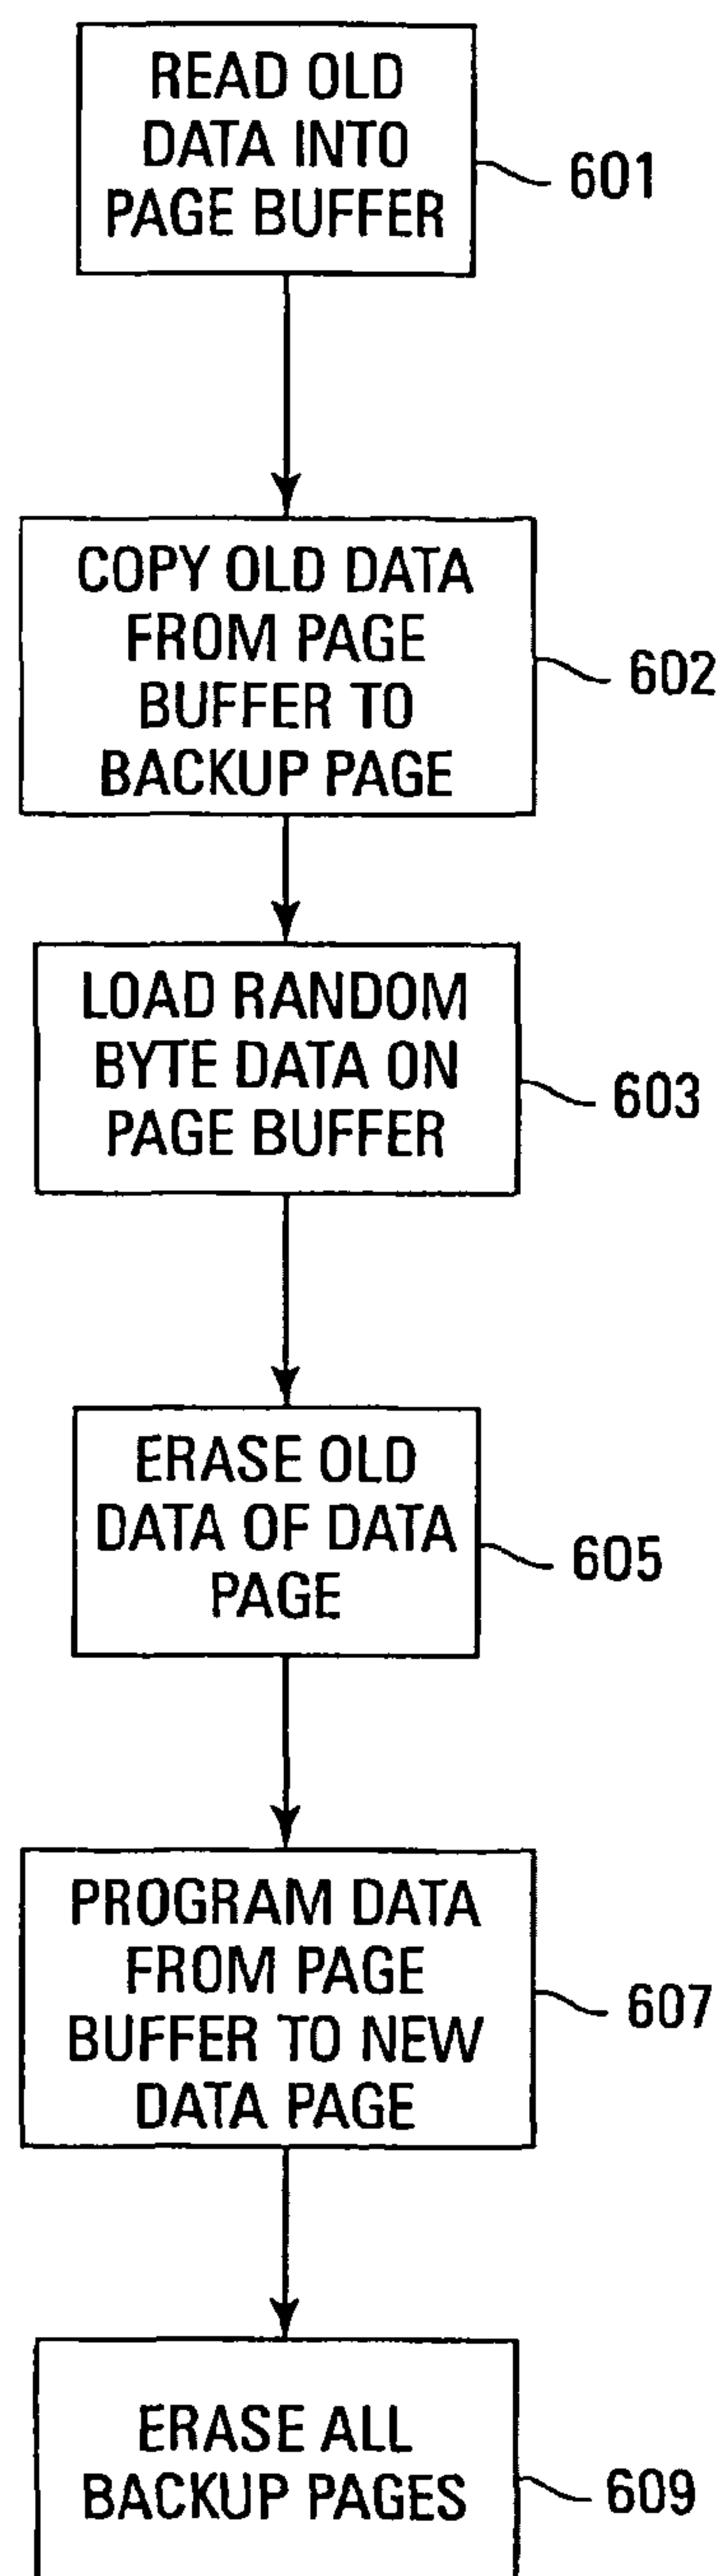 READ OLD
DATA INTO
PAGE BUFFER
601
COPY OLD DATA
FROM PAGE
BUFFER TO
BACKUP PAGE
602
LOAD RANDOM
BYTE DATA ON
PAGE BUFFER
603
ERASE OLD
DATA OF DATA
PAGE
605
PROGRAM DATA
FROM PAGE
BUFFER TO NEW
DATA PAGE
607
ERASE ALL
BACKUP PAGES
609